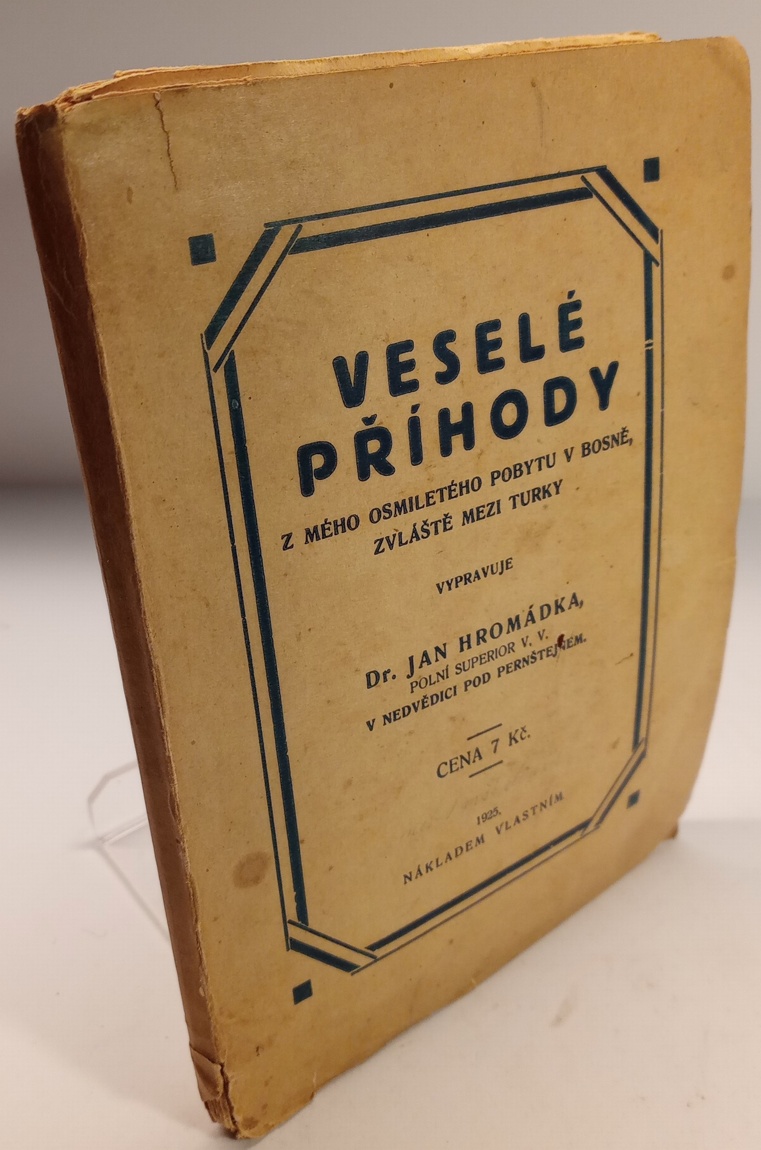 VESELÉ
PŘÍHODY
Z MÉHO OSMILETÉHO POBYTU V BOSNĚ,
ZVLÁŠTĚ MEZI TURKY
VYPRAVUJE
Dr. JAN HROMÁDKA,
POLNÍ SUPERIOR V. V.
V NEDVĚDICI POD PERNŠTEJNEM.
CENA 7 Kč.
1925.
NÁKLADEM VLASTNÍM